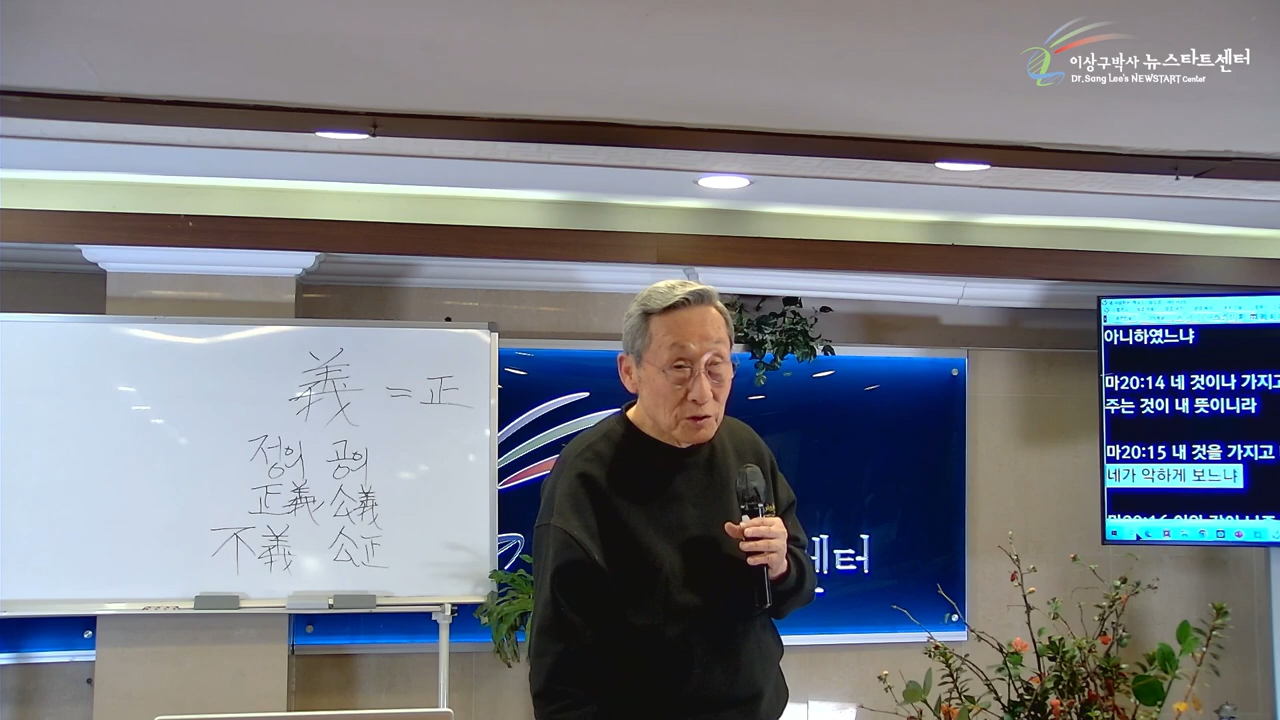 이상구박사 뉴스타트센터
Dr. Sang Lee's NEWSTART Center
義 = 正
정의 공의
正義 公義
不義 公正
센터
아니하였느냐
마20:14 네 것이나 가지고
주는 것이 내 뜻이니라
마20:15 내 것을 가지고
네가 악하게 보느냐